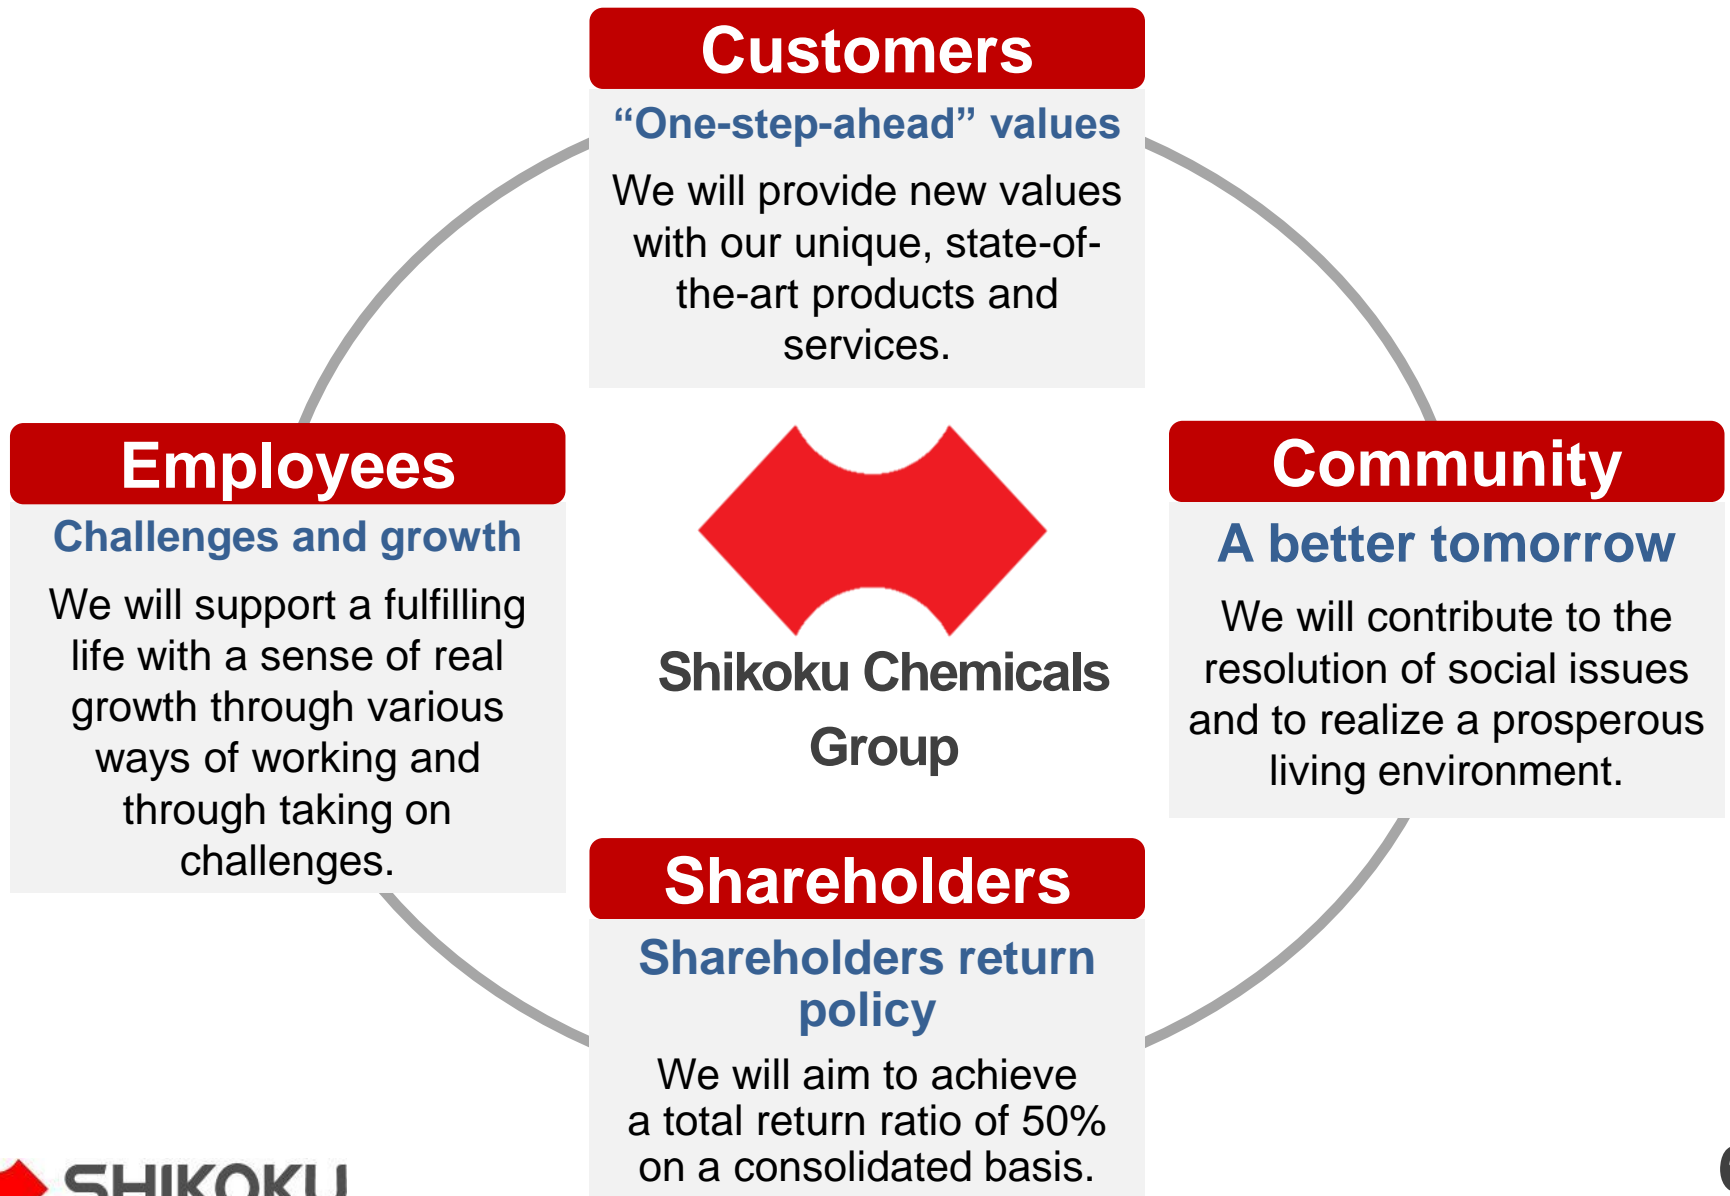 Customers
“One-step-ahead” values
We will provide new values
with our unique, state-of-
the-art products and
services.
Employees
Challenges and growth
We will support a fulfilling
life with a sense of real
growth through various
ways of working and
through taking on
challenges.
Shikoku Chemicals
Group
Community
A better tomorrow
We will contribute to the
resolution of social issues
and to realize a prosperous
living environment.
Shareholders
Shareholders return
policy
We will aim to achieve
a total return ratio of 50%
on a consolidated basis.
SHIKOKU